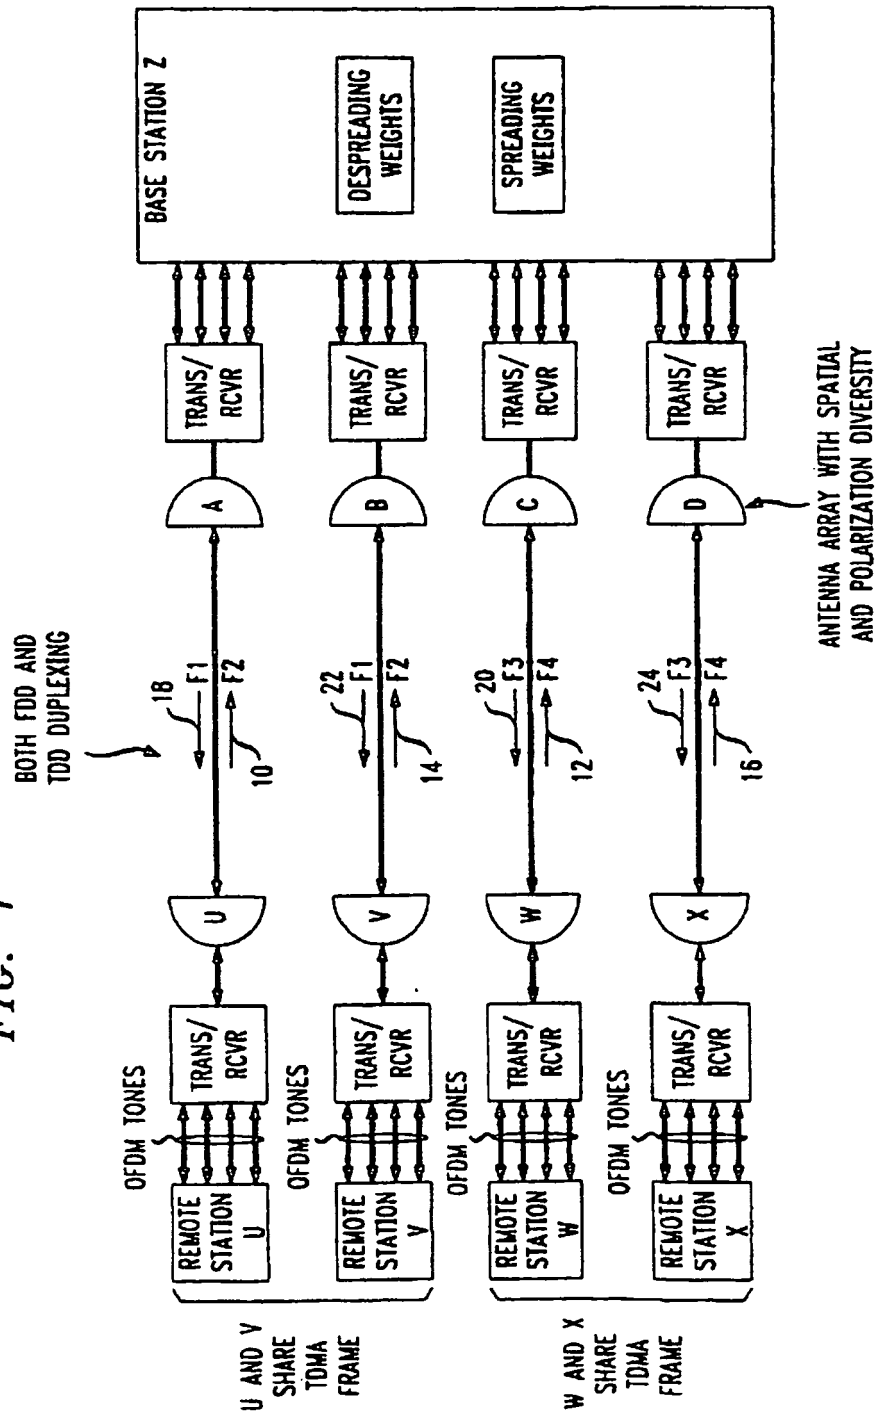 FIG. 1
BOTH FDD AND
TDD DUPLEXING
U AND V
SHARE
TDMA
FRAME
REMOTE
STATION
U
OFDM TONES
TRANS/
RCVR
U
18
F1
F2
10
A
TRANS/
RCVR
BASE STATION Z
REMOTE
STATION
V
OFDM TONES
TRANS/
RCVR
V
22
F1
F2
14
B
TRANS/
RCVR
DESPREADING
WEIGHTS
W AND X
SHARE
TDMA
FRAME
REMOTE
STATION
W
OFDM TONES
TRANS/
RCVR
W
20
F3
F4
12
C
TRANS/
RCVR
SPREADING
WEIGHTS
REMOTE
STATION
X
OFDM TONES
TRANS/
RCVR
X
24
F3
F4
16
D
TRANS/
RCVR
ANTENNA ARRAY WITH SPATIAL
AND POLARIZATION DIVERSITY